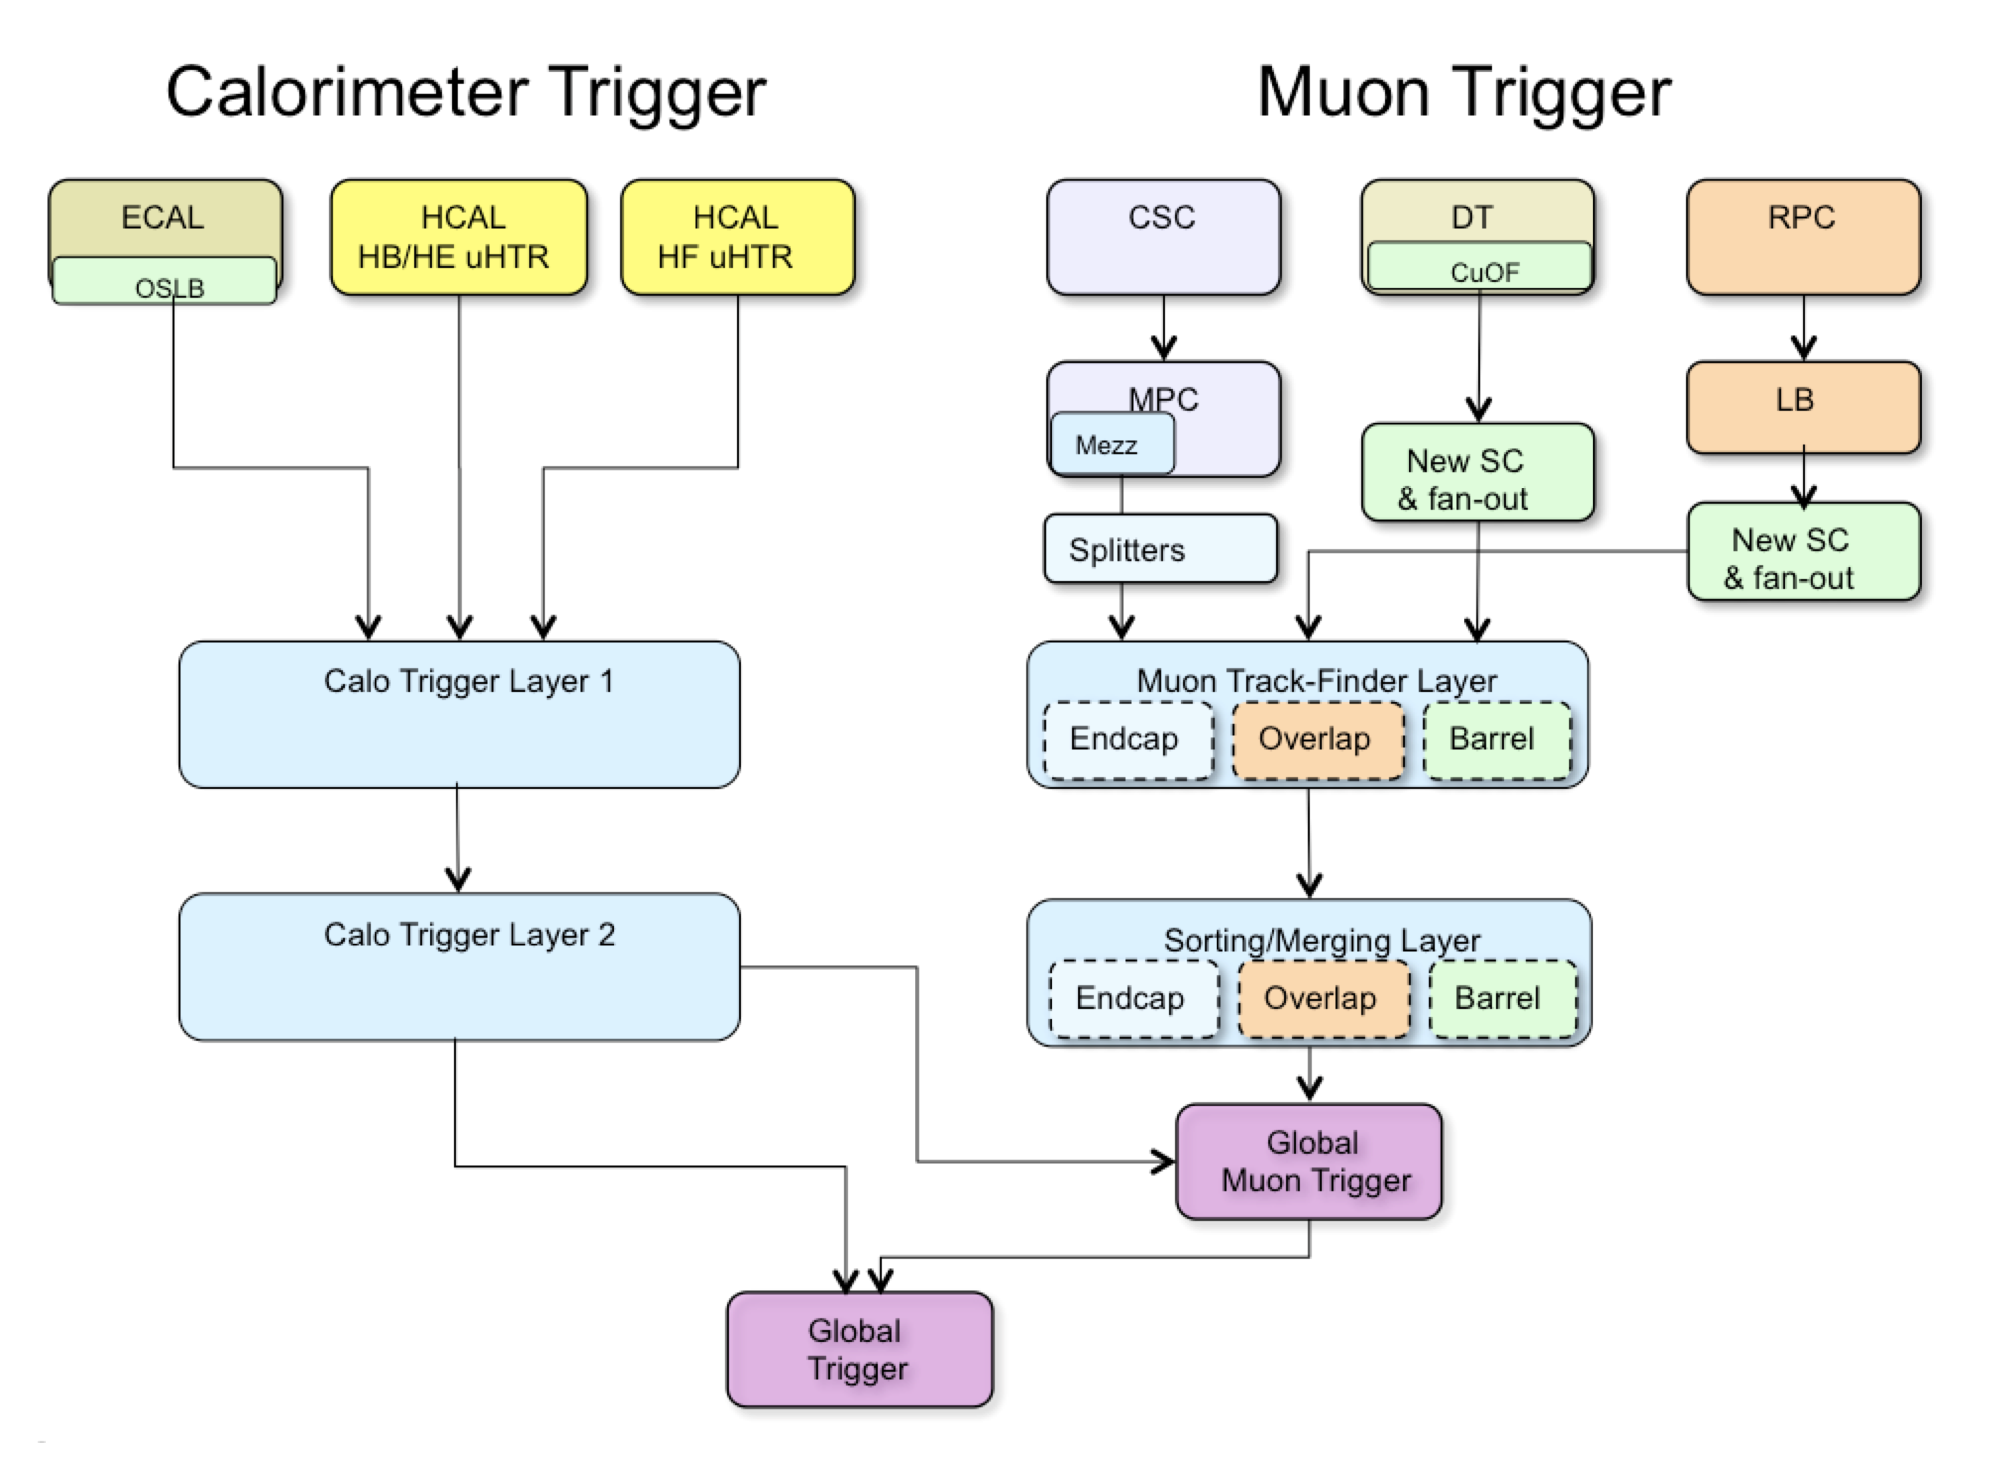 Calorimeter Trigger
Muon Trigger
ECAL
OSLB
HCAL
HB/HE uHTR
HCAL
HF uHTR
CSC
DT
CuOF
RPC
MPC
Mezz
LB
New SC
& fan-out
Splitters
New SC
& fan-out
Calo Trigger Layer 1
Muon Track-Finder Layer
Endcap
Overlap
Barrel
Calo Trigger Layer 2
Sorting/Merging Layer
Endcap
Overlap
Barrel
Global
Muon Trigger
Global
Trigger